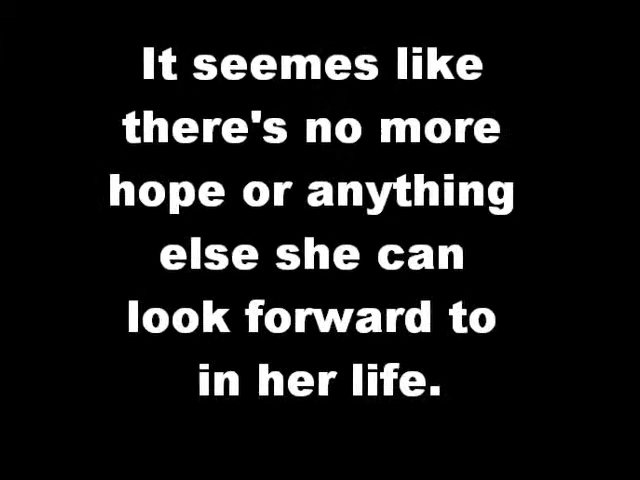 It seemes like
there's no more
hope or anything
else she can
look forward to
in her life.